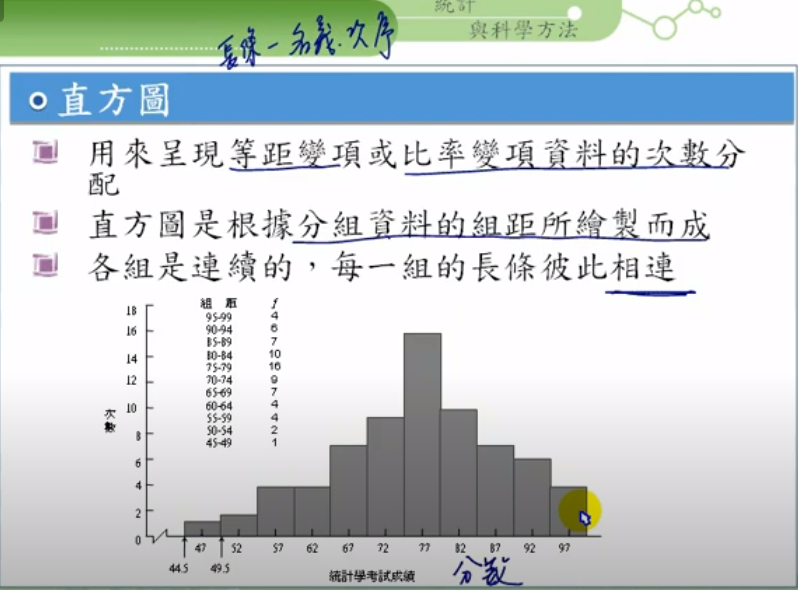 統計
與科學方法
長條－名義．次序
直方圖
用來呈現等距變項或比率變項資料的次數分
配
直方圖是根據分組資料的組距所繪製而成
各組是連續的，每一組的長條彼此相連
組 距 f
95-99 4
90-94 6
85-89 7
80-84 10
75-79 16
70-74 9
65-69 7
60-64 4
55-59 4
50-54 2
45-49 1
次數
18
16
14
12
10
8
6
4
2
0
47 52 57 62 67 72 77 82 87 92 97
44.5 49.5
統計學考試成績
分數